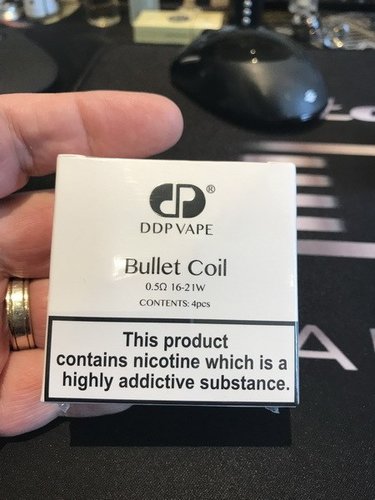 ®
DDP VAPE
Bullet Coil
0.5Ω 16-21W
CONTENTS: 4pcs
This product
contains nicotine which is a
highly addictive substance.